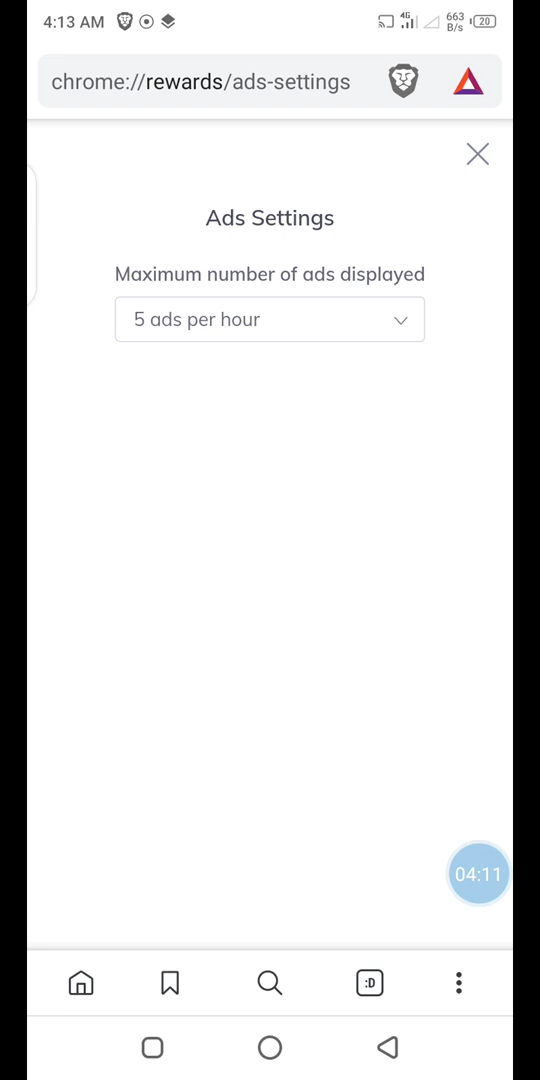 4:13 AM 4G 663 B/s 20
chrome://rewards/ads-settings
Ads Settings
Maximum number of ads displayed
5 ads per hour
04:11
:D